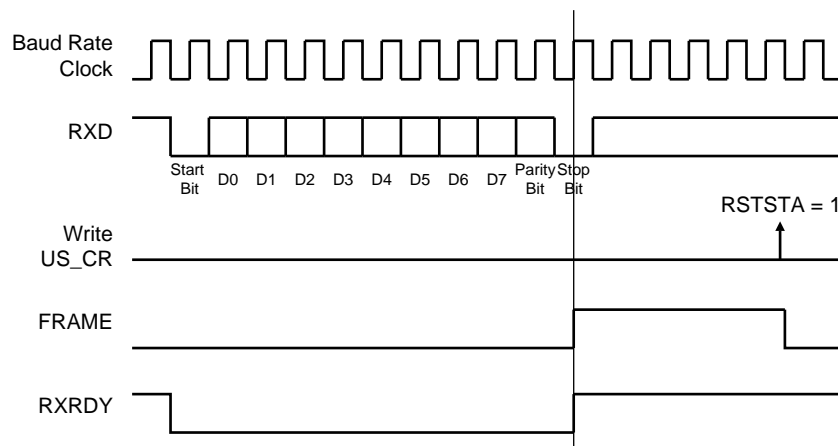 Baud Rate
Clock
RXD
Start
Bit
D0
D1
D2
D3
D4
D5
D6
D7
Parity
Bit
Stop
Bit
RSTSTA = 1
Write
US_CR
FRAME
RXRDY